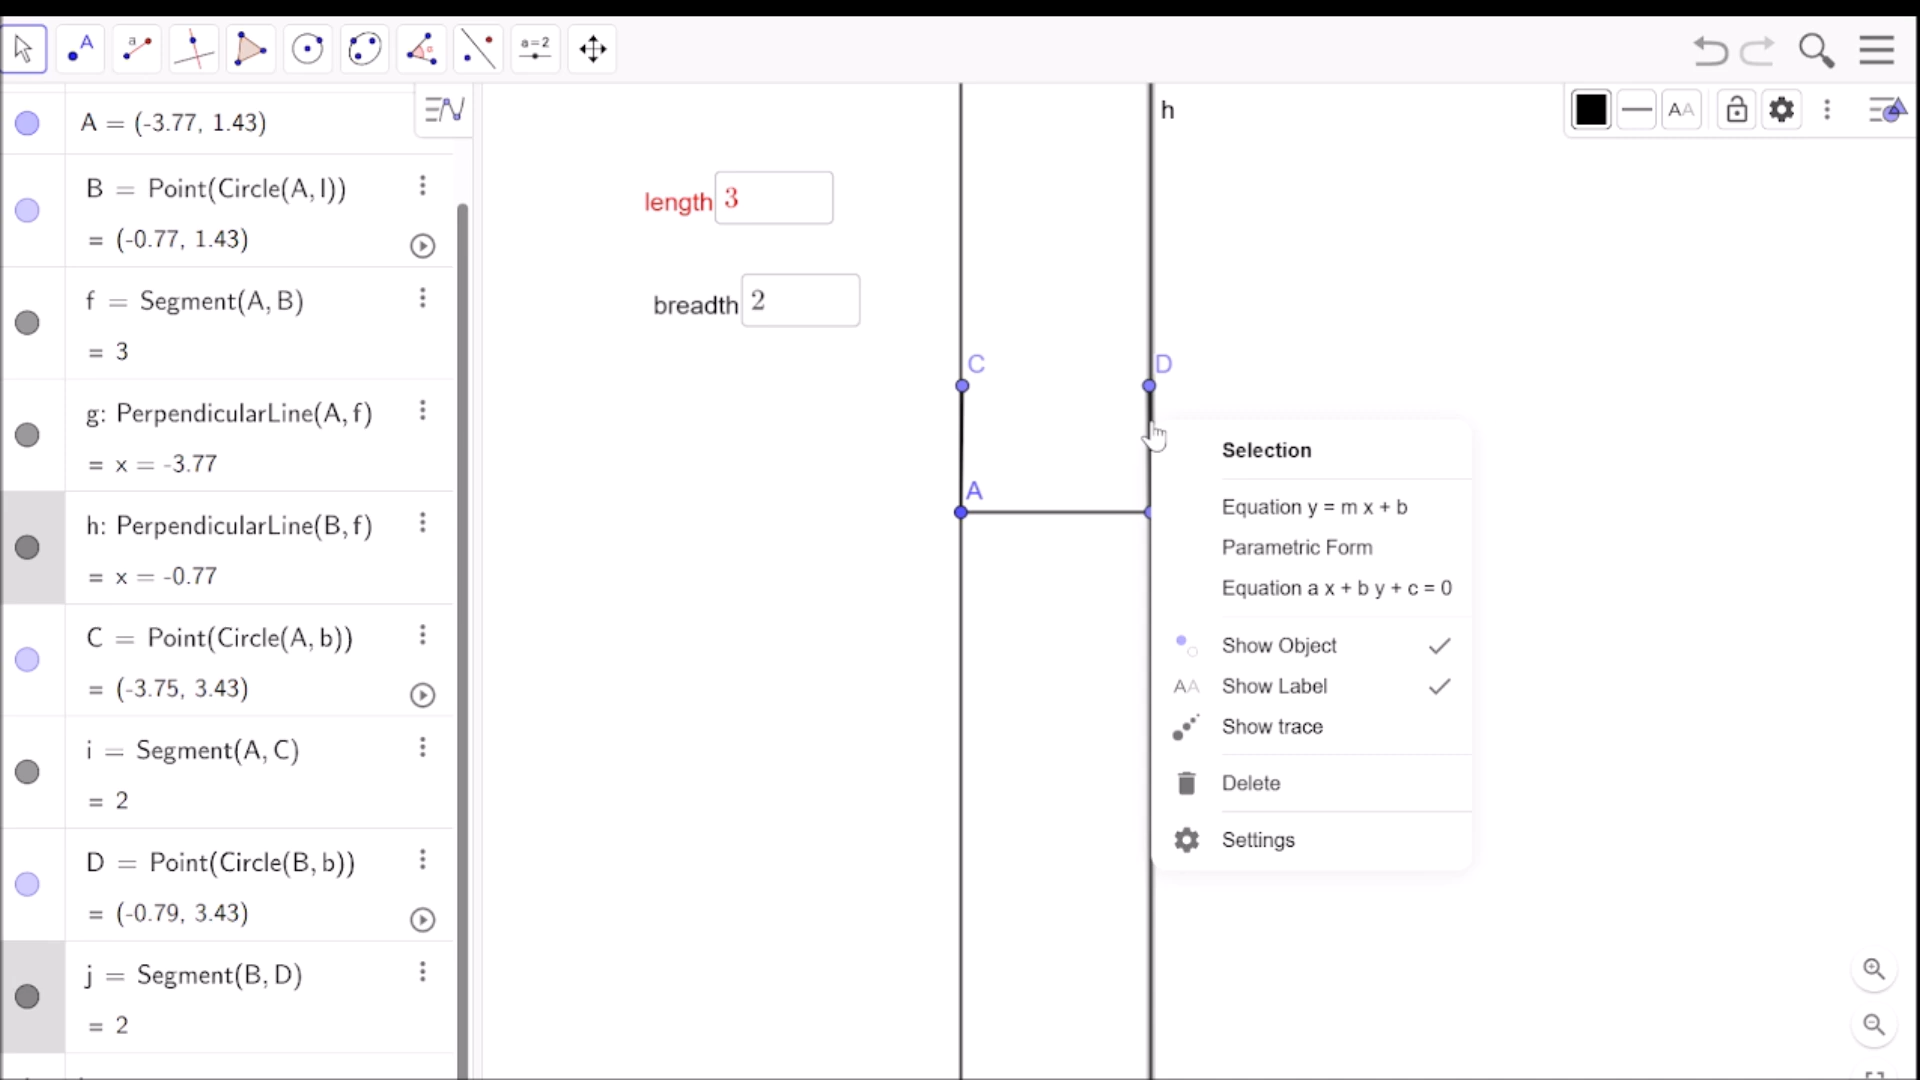 A
a
a=2
A = (-3.77, 1.43)
B = Point(Circle(A, l))
= (-0.77, 1.43)
f = Segment(A, B)
= 3
g: PerpendicularLine(A, f)
= x = -3.77
h: PerpendicularLine(B, f)
= x = -0.77
C = Point(Circle(A, b))
= (-3.75, 3.43)
i = Segment(A, C)
= 2
D = Point(Circle(B, b))
= (-0.79, 3.43)
j = Segment(B, D)
= 2
h
AA
length 3
breadth 2
C
D
A
Selection
Equation y = m x + b
Parametric Form
Equation a x + b y + c = 0
Show Object
AA Show Label
Show trace
Delete
Settings